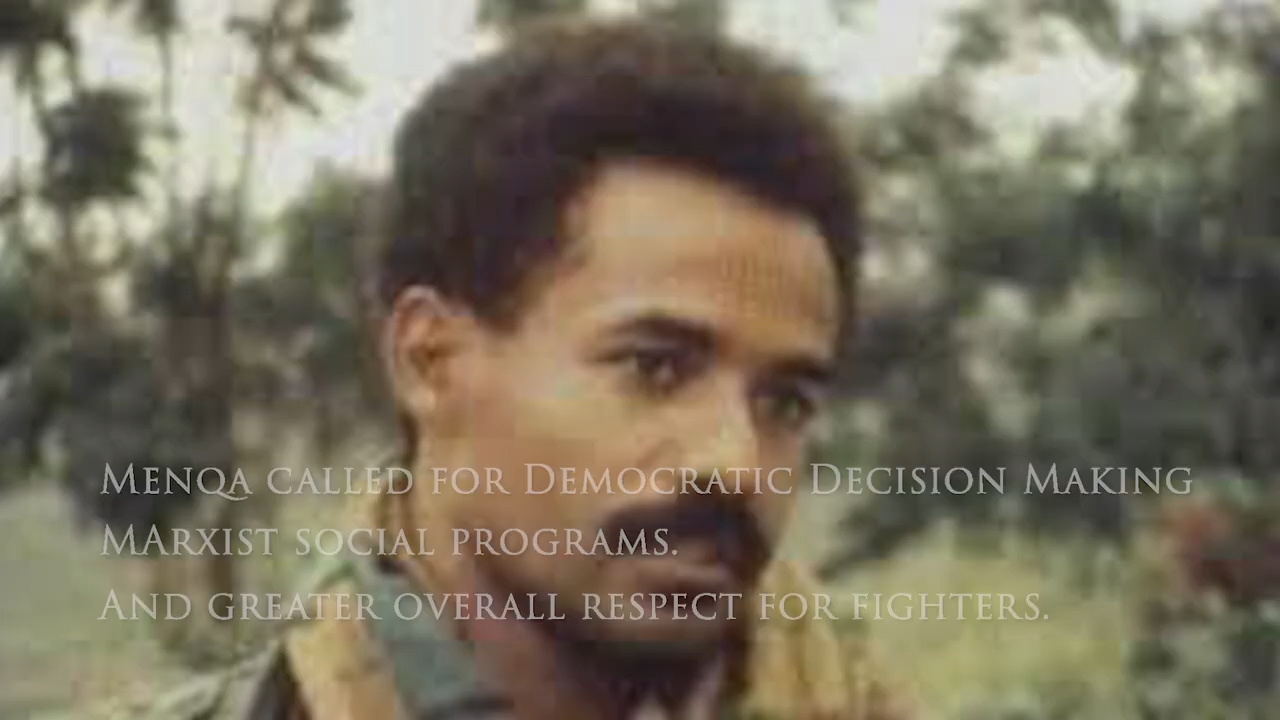 Menqa called for Democratic Decision Making
MArxist social programs.
And greater overall respect for fighters.